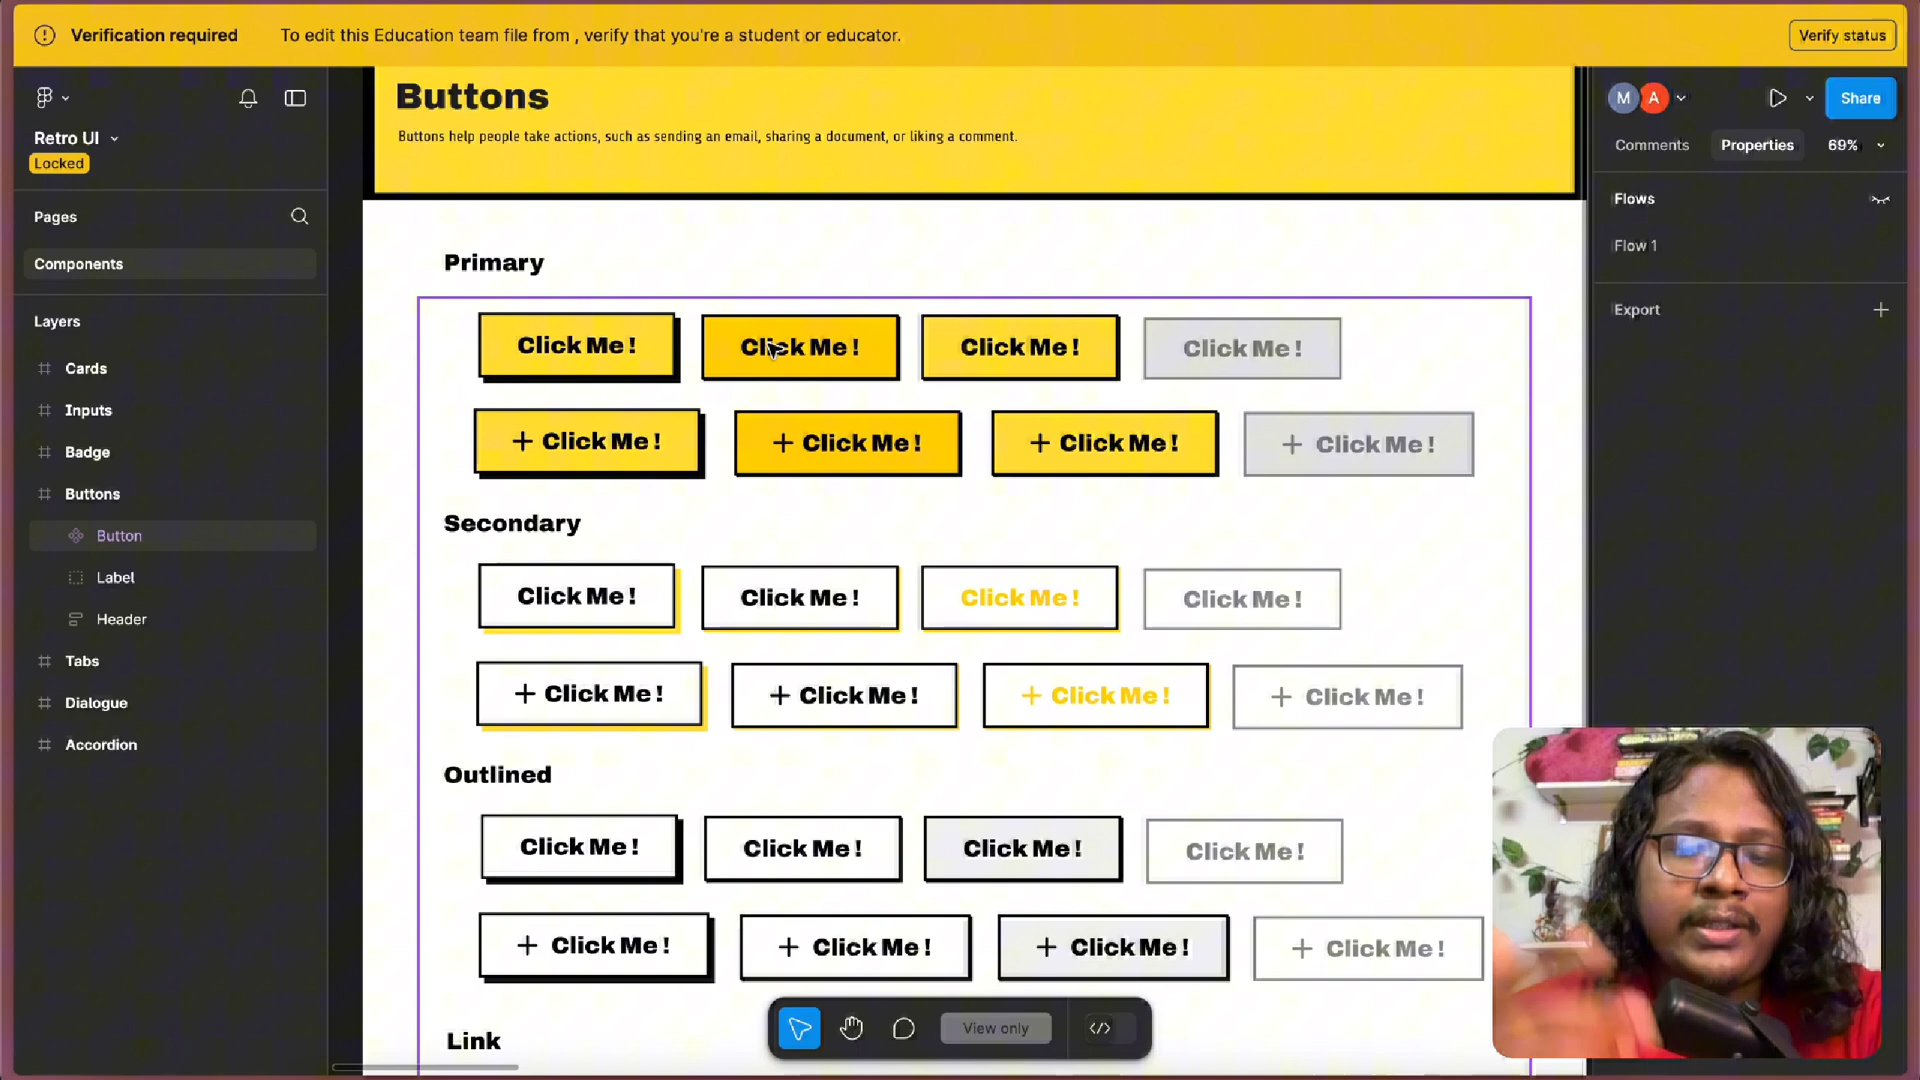 Verification required
To edit this Education team file from , verify that you're a student or educator.
Verify status
Retro UI
Locked
Pages
Components
Layers
Cards
Inputs
Badge
Buttons
Button
Label
Header
Tabs
Dialogue
Accordion
Buttons
Buttons help people take actions, such as sending an email, sharing a document, or liking a comment.
Primary
Click Me !
Click Me !
Click Me !
Click Me !
+ Click Me !
+ Click Me !
+ Click Me !
+ Click Me !
Secondary
Click Me !
Click Me !
Click Me !
Click Me !
+ Click Me !
+ Click Me !
+ Click Me !
+ Click Me !
Outlined
Click Me !
Click Me !
Click Me !
Click Me !
+ Click Me !
+ Click Me !
+ Click Me !
+ Click Me !
Link
View only
M
A
Share
Comments
Properties
69%
Flows
Flow 1
Export